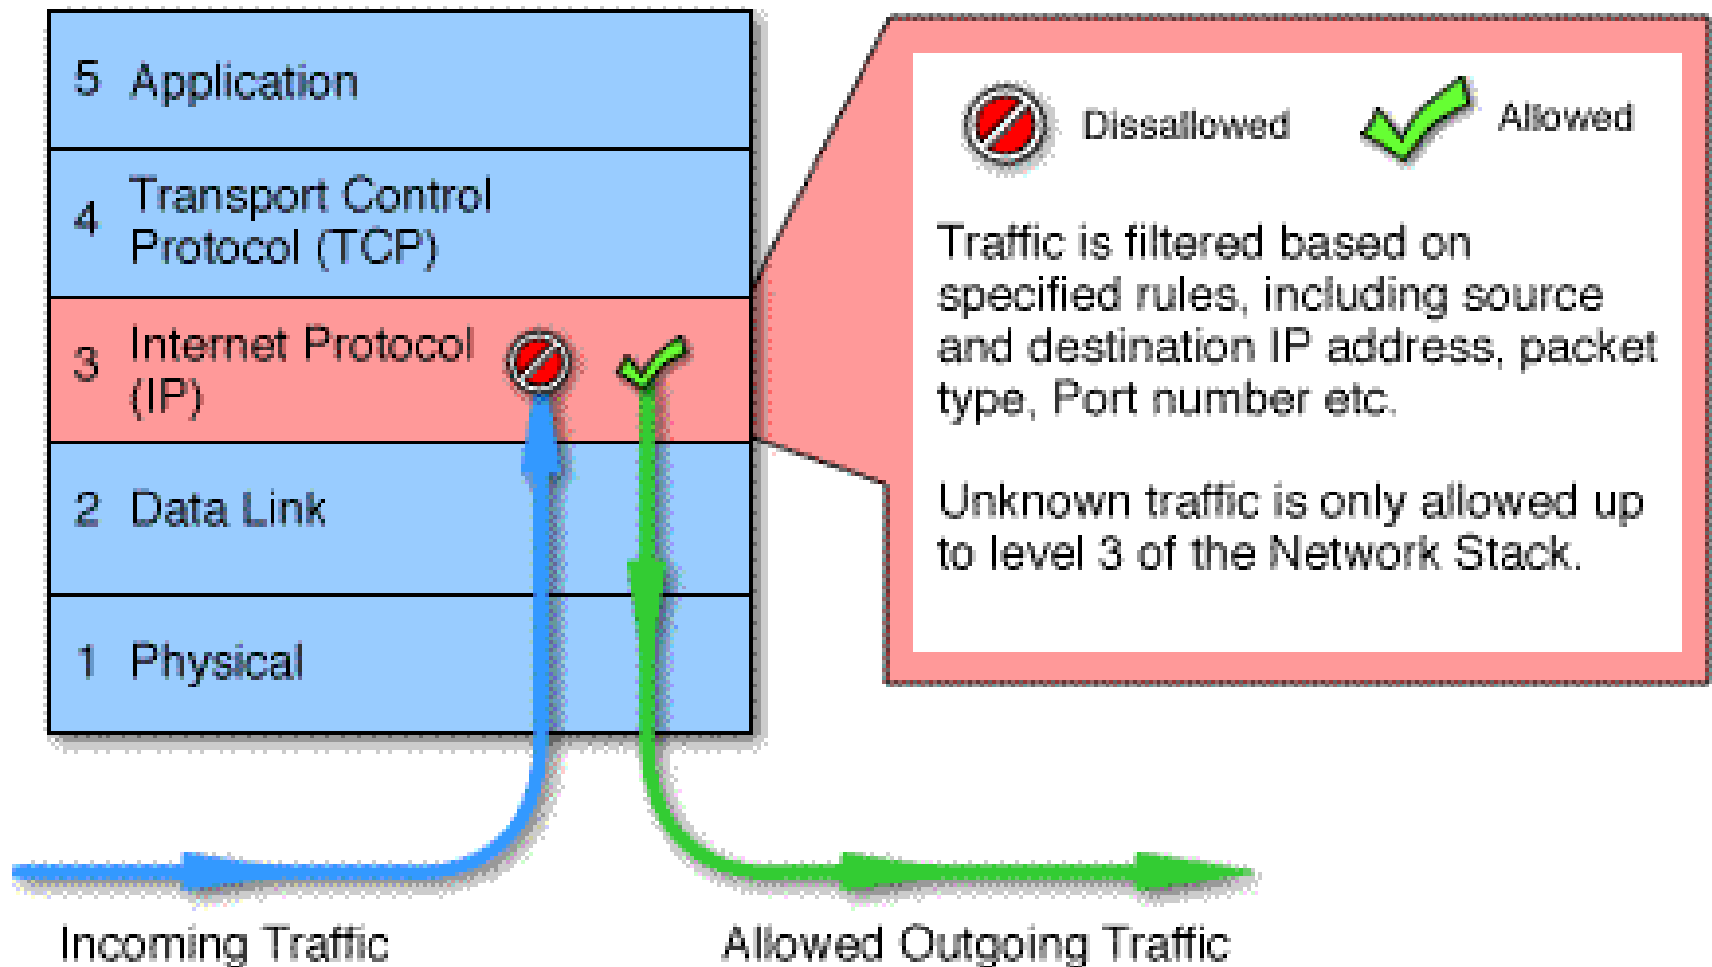 5 Application
4 Transport Control
Protocol (TCP)
3 Internet Protocol
(IP)
2 Data Link
1 Physical
Dissallowed
Allowed
Traffic is filtered based on
specified rules, including source
and destination IP address, packet
type, Port number etc.
Unknown traffic is only allowed up
to level 3 of the Network Stack.
Incoming Traffic
Allowed Outgoing Traffic